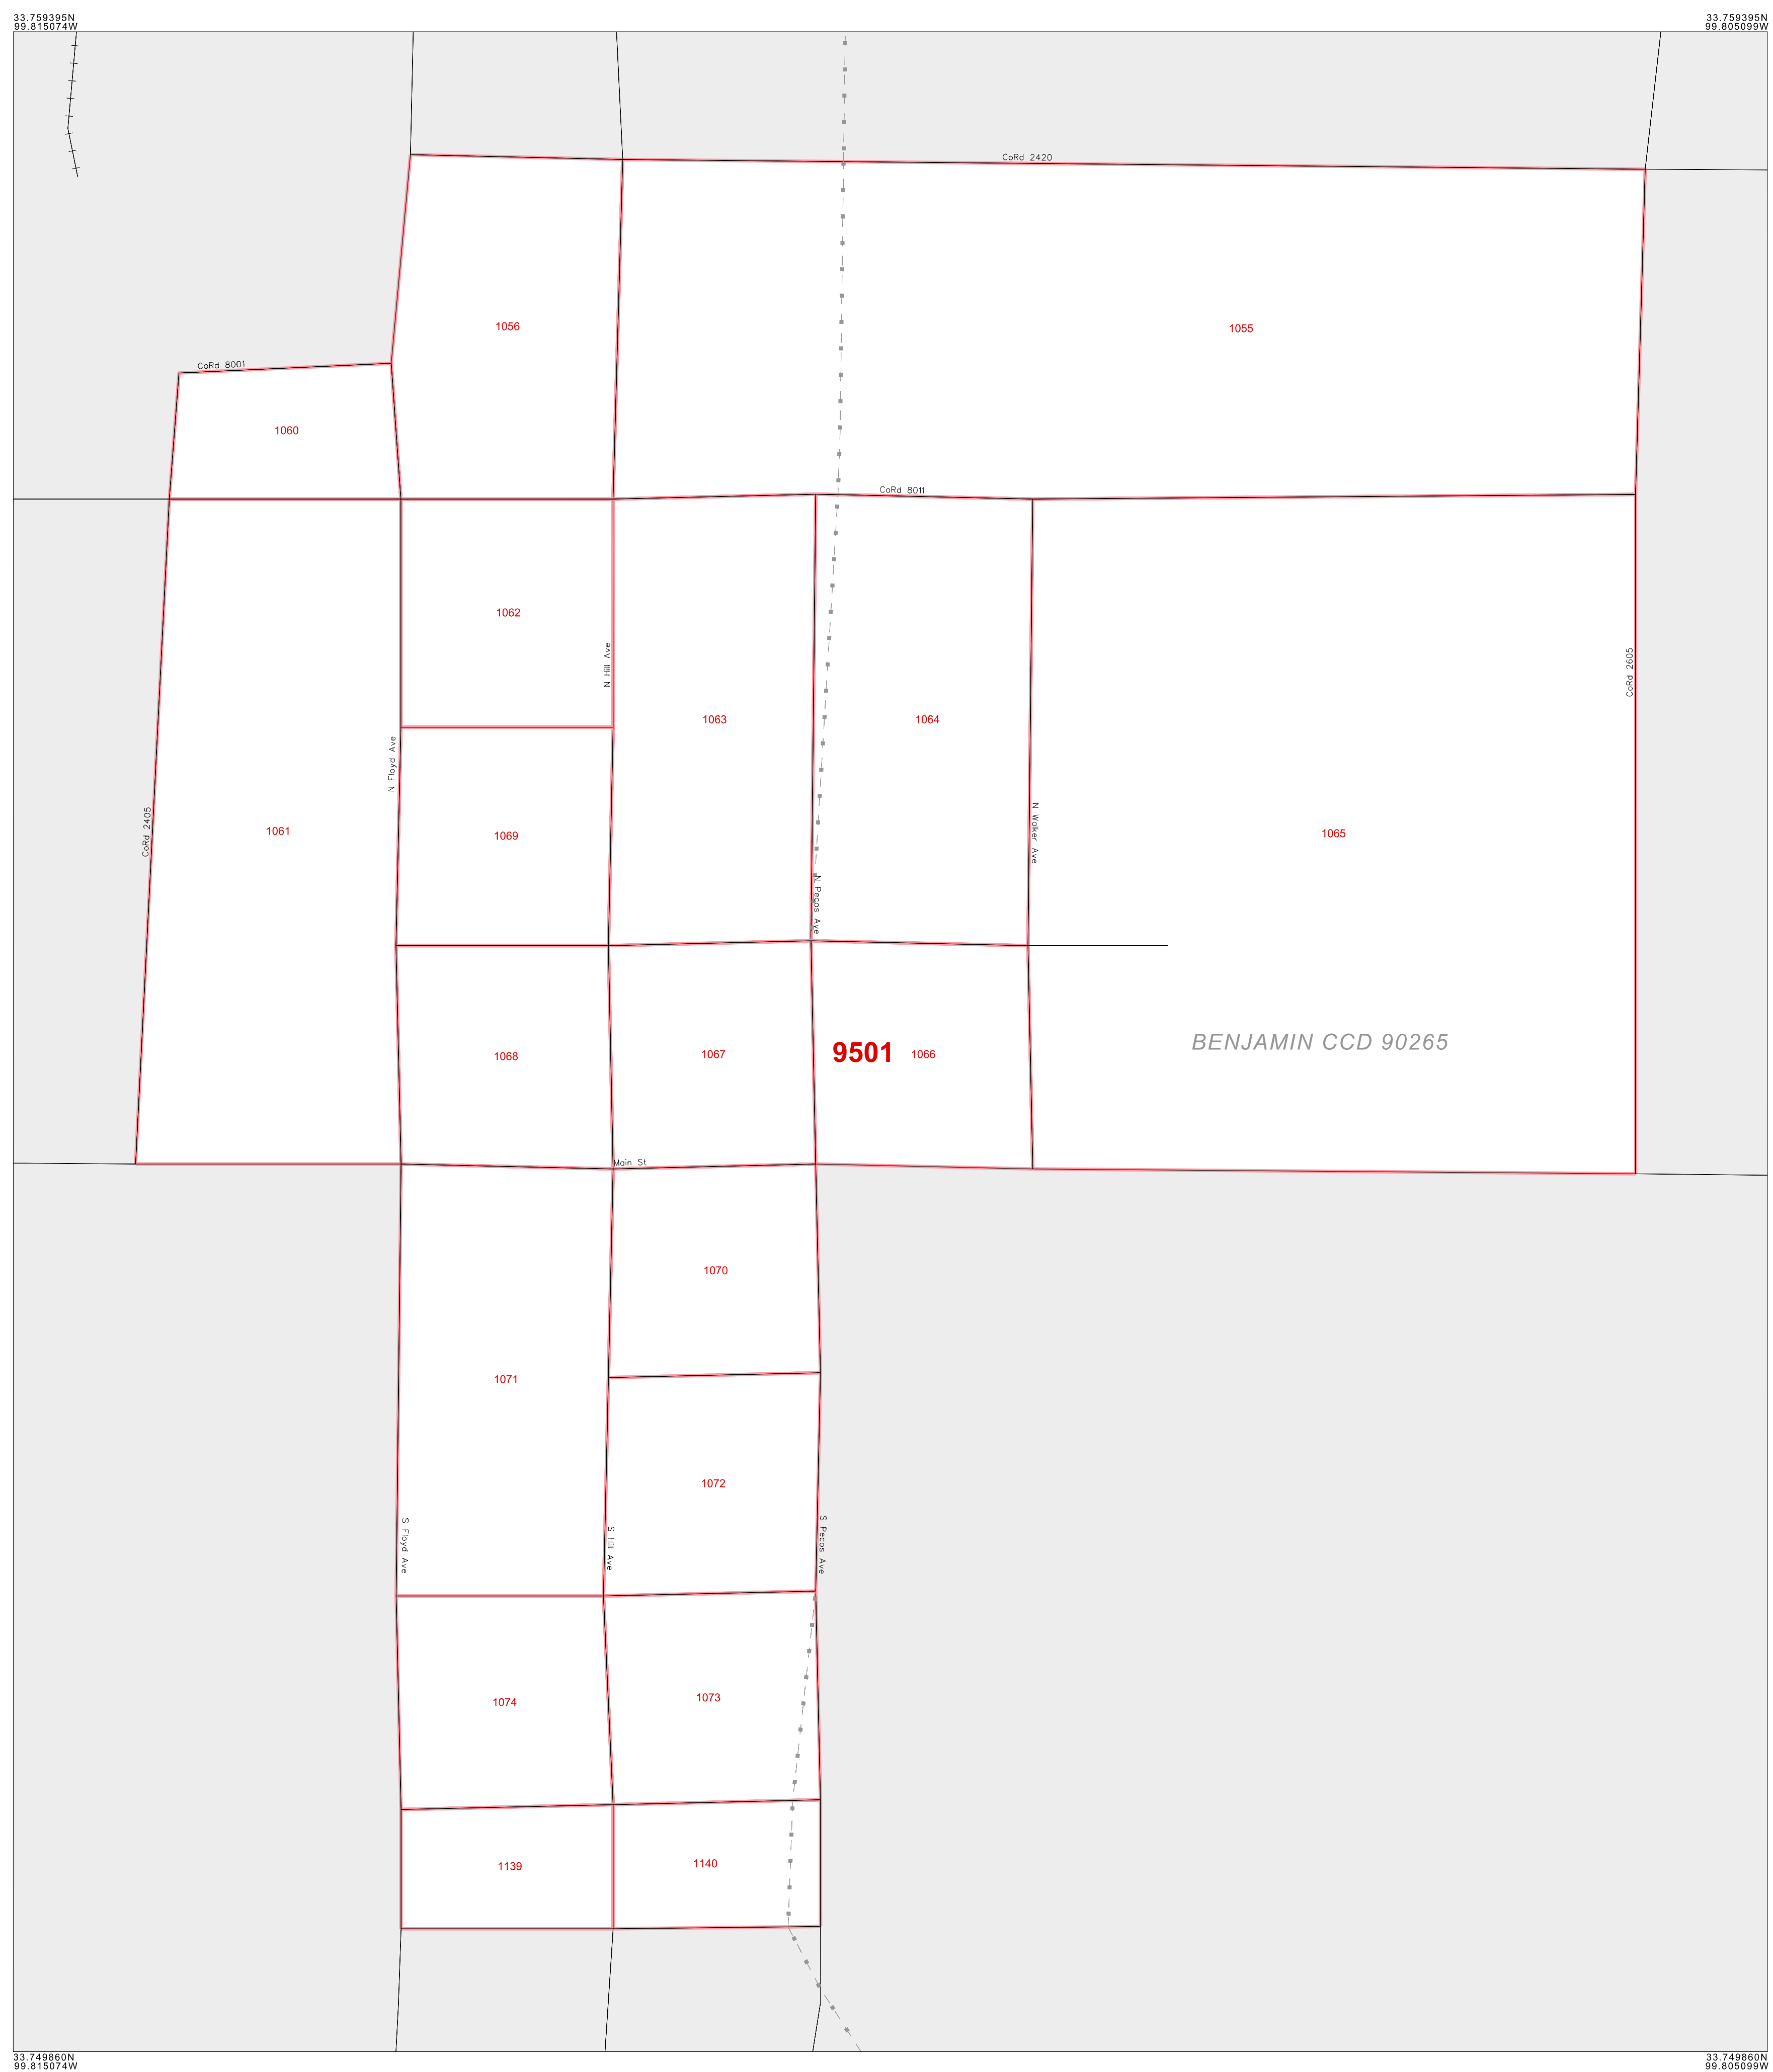 33.759395N
99.815074W
33.759395N
99.805099W
CoRd 2420
1056
1055
CoRd 8001
1060
CoRd 8011
1062
N Hill Ave
CoRd 2605
1063
1064
N Floyd Ave
CoRd 2405
1061
1069
N Walker Ave
1065
N Pecos Ave
BENJAMIN CCD 90265
1068
1067
9501
1066
Main St
1070
1071
1072
S Floyd Ave
S Hill Ave
S Pecos Ave
1074
1073
1139
1140
33.749860N
99.815074W
33.749860N
99.805099W